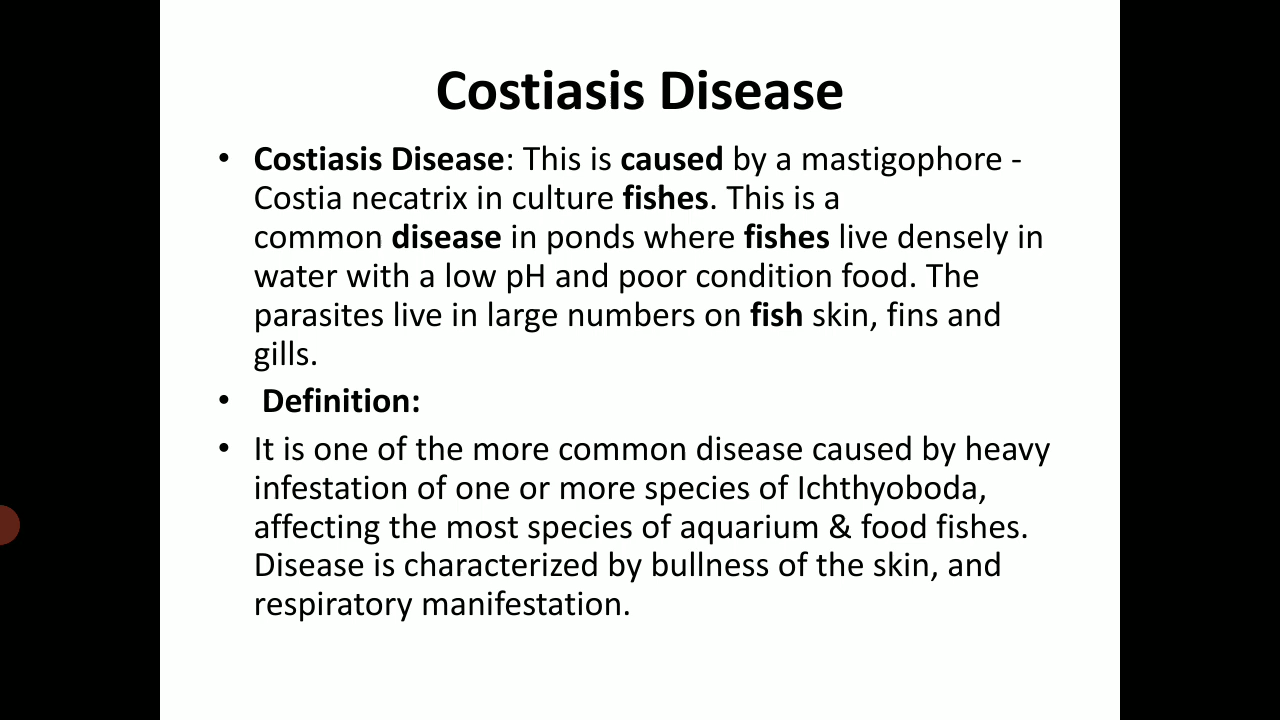 Costiasis Disease
• Costiasis Disease: This is caused by a mastigophore -
Costia necatrix in culture fishes. This is a
common disease in ponds where fishes live densely in
water with a low pH and poor condition food. The
parasites live in large numbers on fish skin, fins and
gills.
• Definition:
• It is one of the more common disease caused by heavy
infestation of one or more species of Ichthyoboda,
affecting the most species of aquarium & food fishes.
Disease is characterized by bullness of the skin, and
respiratory manifestation.